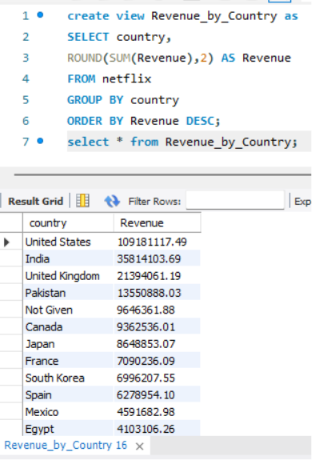 1 create view Revenue_by_Country as
2 SELECT country,
3 ROUND(SUM(Revenue),2) AS Revenue
4 FROM netflix
5 GROUP BY country
6 ORDER BY Revenue DESC;
7 select * from Revenue_by_Country;
Result Grid Filter Rows: Exp
country Revenue
United States 109181117.49
India 35814103.69
United Kingdom 21394061.19
Pakistan 13550888.03
Not Given 9646361.88
Canada 9362536.01
Japan 8648853.07
France 7090236.09
South Korea 6996207.55
Spain 6278954.10
Mexico 4591682.98
Egypt 4103106.26
Revenue_by_Country 16